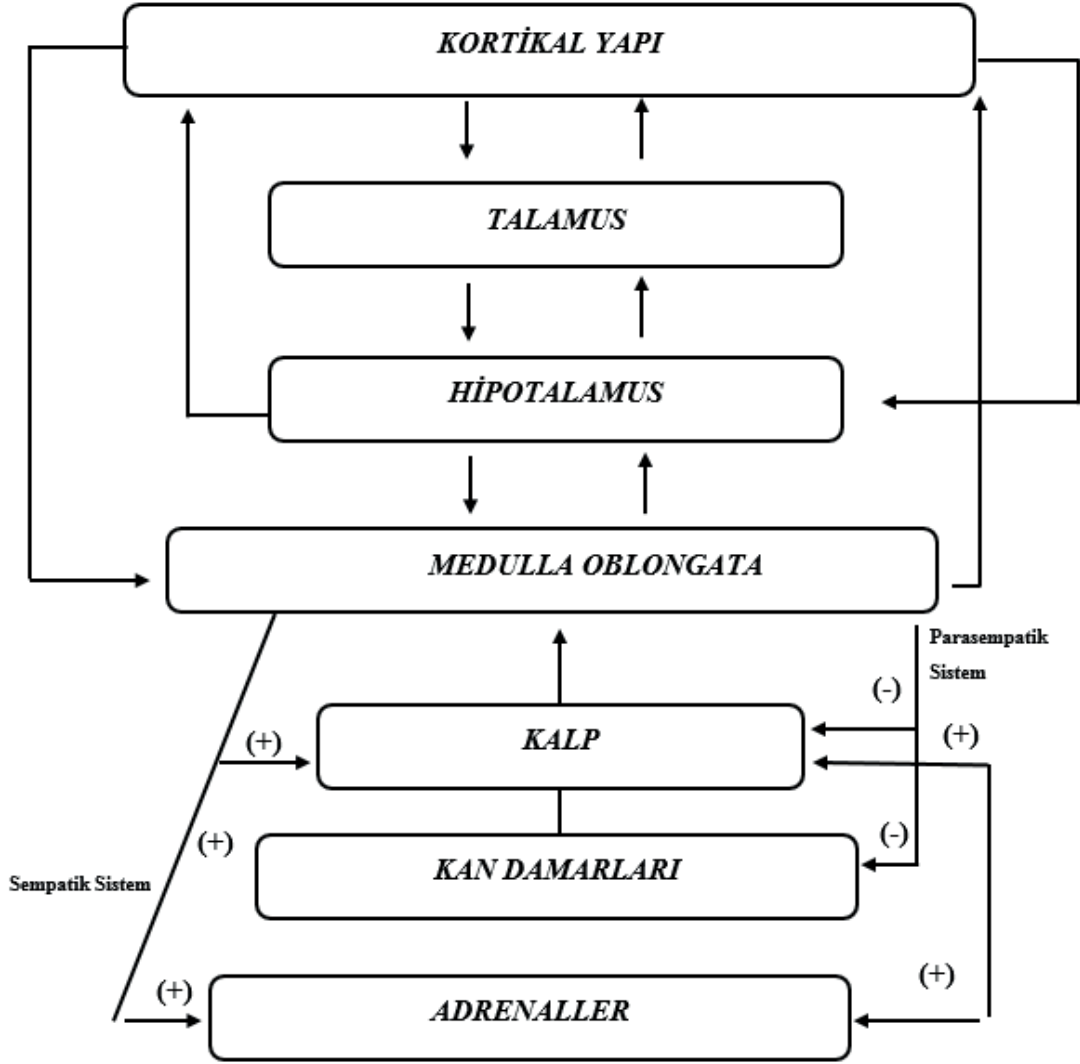 KORTİKAL YAPI
TALAMUS
HİPOTALAMUS
MEDULLA OBLONGATA
Parasempatik
Sistem
(-)
(+)
KALP
(+)
(+)
(-)
KAN DAMARLARI
Sempatik Sistem
(+)
(+)
ADRENALLER